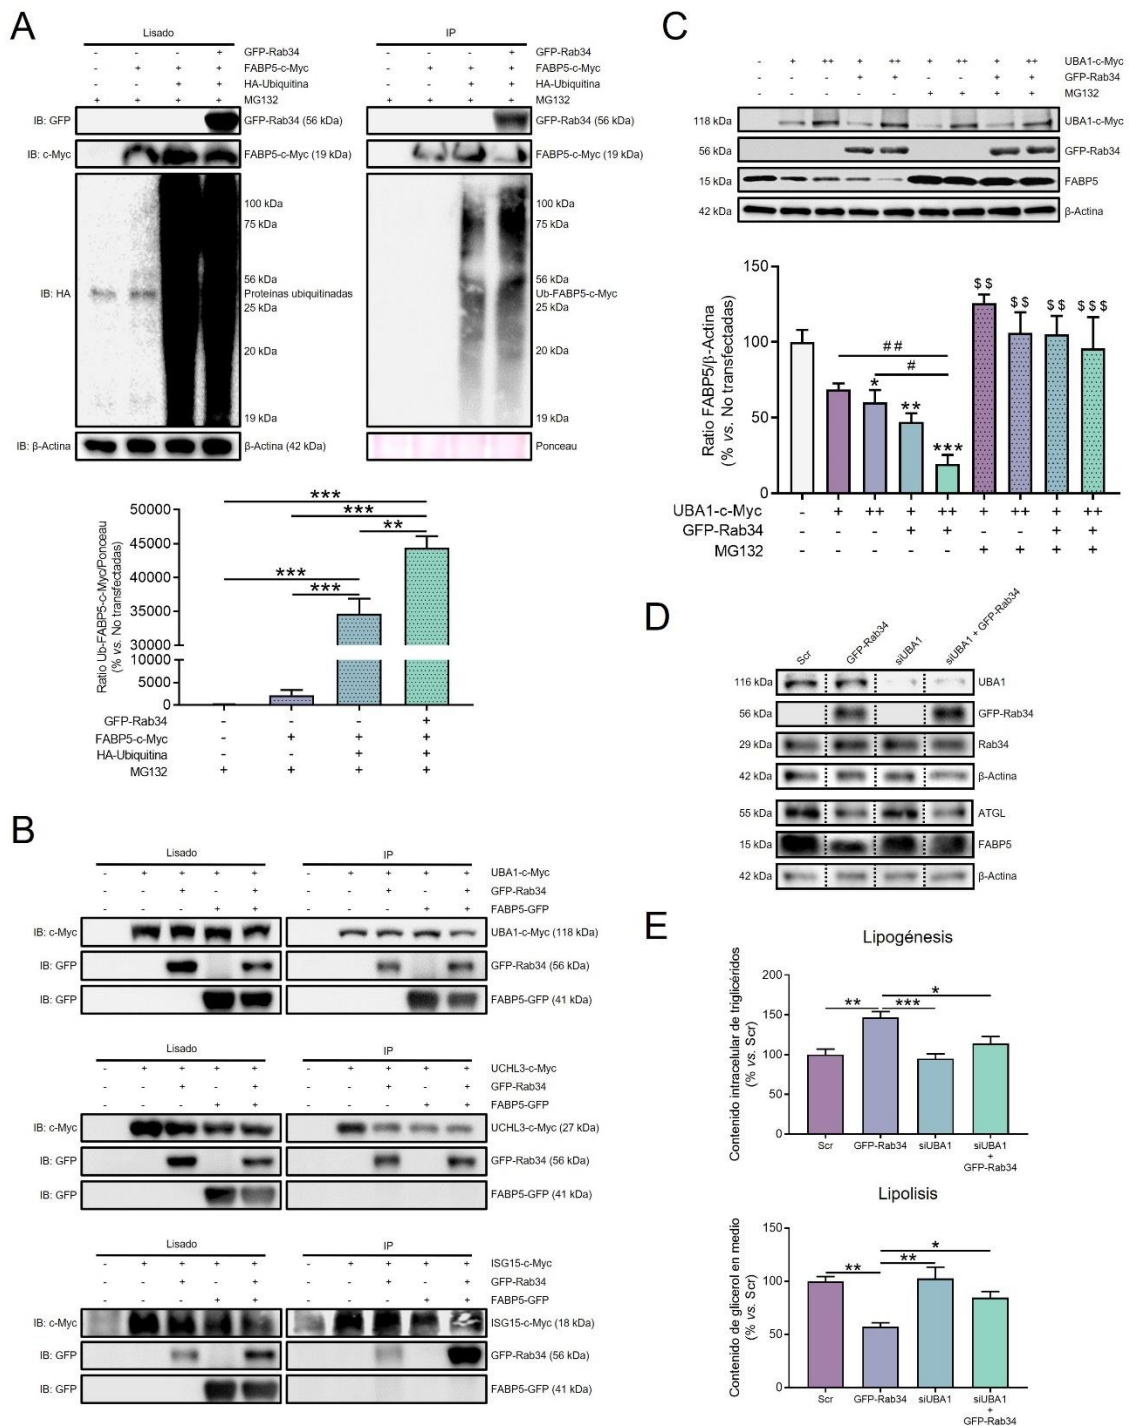 A
Lisado
IP
- - - + GFP-Rab34
- + + + FABP5-c-Myc
- - + + HA-Ubiquitina
+ + + + MG132
- - - + GFP-Rab34
- + + + FABP5-c-Myc
- - + + HA-Ubiquitina
+ + + + MG132
IB: GFP
GFP-Rab34 (56 kDa)
GFP-Rab34 (56 kDa)
IB: c-Myc
FABP5-c-Myc (19 kDa)
FABP5-c-Myc (19 kDa)
100 kDa
75 kDa
56 kDa
IB: HA
Proteínas ubiquitinadas
25 kDa
20 kDa
19 kDa
100 kDa
75 kDa
56 kDa
Ub-FABP5-c-Myc
25 kDa
20 kDa
19 kDa
IB: β-Actina
β-Actina (42 kDa)
Ponceau
Ratio Ub-FABP5-c-Myc/Ponceau
(% vs. No transfectadas)
50000
45000
40000
35000
30000
10000
5000
0
***
***
**
***
***
GFP-Rab34 - - - +
FABP5-c-Myc - + + +
HA-Ubiquitina - - + +
MG132 + + + +
B
Lisado
IP
- + + + + - + + + + UBA1-c-Myc
- - + - + - - + - + GFP-Rab34
- - - + + - - - + + FABP5-GFP
IB: c-Myc
UBA1-c-Myc (118 kDa)
IB: GFP
GFP-Rab34 (56 kDa)
IB: GFP
FABP5-GFP (41 kDa)
Lisado
IP
- + + + + - + + + + UCHL3-c-Myc
- - + - + - - + - + GFP-Rab34
- - - + + - - - + + FABP5-GFP
IB: c-Myc
UCHL3-c-Myc (27 kDa)
IB: GFP
GFP-Rab34 (56 kDa)
IB: GFP
FABP5-GFP (41 kDa)
Lisado
IP
- + + + + - + + + + ISG15-c-Myc
- - + - + - - + - + GFP-Rab34
- - - + + - - - + + FABP5-GFP
IB: c-Myc
ISG15-c-Myc (18 kDa)
IB: GFP
GFP-Rab34 (56 kDa)
IB: GFP
FABP5-GFP (41 kDa)
C
- + ++ + ++ + ++ + ++ UBA1-c-Myc
- - - + + - - + + GFP-Rab34
- - - - - + + + + MG132
118 kDa
UBA1-c-Myc
56 kDa
GFP-Rab34
15 kDa
FABP5
42 kDa
β-Actina
Ratio FABP5/β-Actina
(% vs. No transfectadas)
150
100
50
0
##
#
*
**
***
$$
$$
$$
$$$
UBA1-c-Myc - + ++ + ++ + ++ + ++
GFP-Rab34 - - - + + - - + +
MG132 - - - - - + + + +
D
Scr
GFP-Rab34
siUBA1
siUBA1 + GFP-Rab34
116 kDa
UBA1
56 kDa
GFP-Rab34
29 kDa
Rab34
42 kDa
β-Actina
55 kDa
ATGL
15 kDa
FABP5
42 kDa
β-Actina
E
Lipogénesis
Contenido intracelular de triglicéridos
(% vs. Scr)
200
150
100
50
0
*
**
***
Scr
GFP-Rab34
siUBA1
siUBA1
+
GFP-Rab34
Lipolisis
Contenido de glicerol en medio
(% vs. Scr)
150
100
50
0
*
**
**
Scr
GFP-Rab34
siUBA1
siUBA1
+
GFP-Rab34